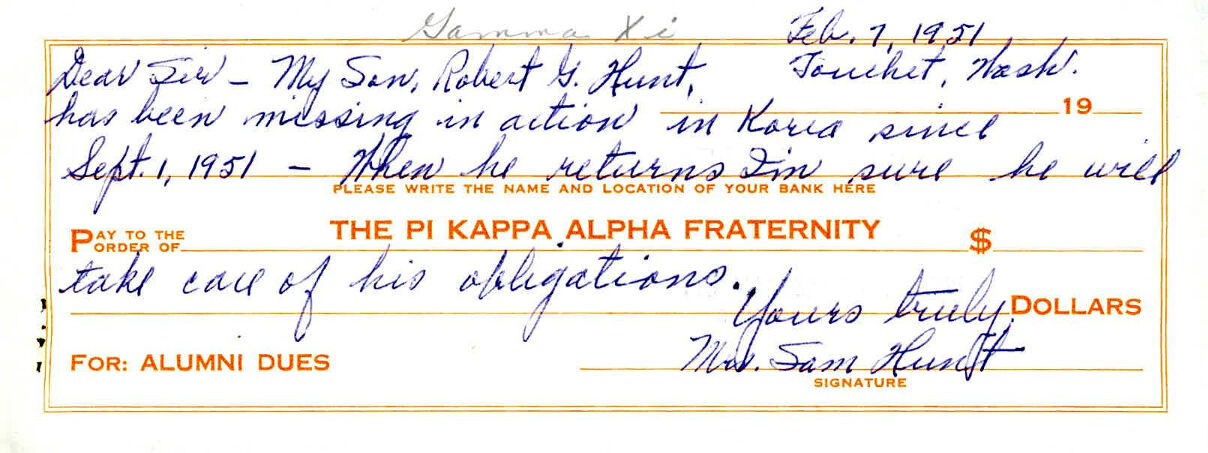 Gamma Xi
Feb. 7, 1951
Dear Sir – My Son, Robert G. Hunt, Touchet, Wash.
has been missing in action in Korea since 19
Sept. 1, 1951 – When he returns I'm sure he will
PLEASE WRITE THE NAME AND LOCATION OF YOUR BANK HERE
PAY TO THE ORDER OF THE PI KAPPA ALPHA FRATERNITY $
take care of his obligations.
Yours truly, DOLLARS
Mrs. Sam Hunt
FOR: ALUMNI DUES
SIGNATURE